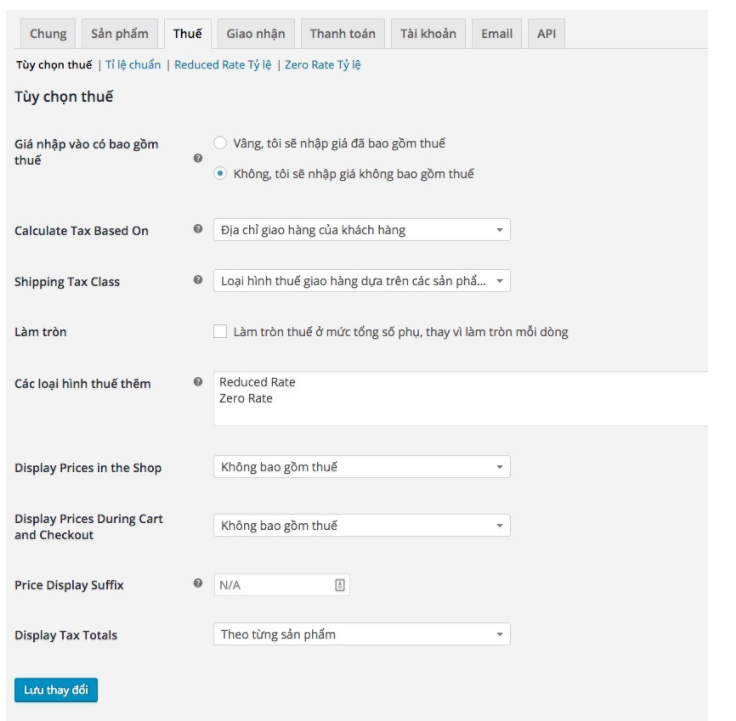 Chung Sản phẩm Thuế Giao nhận Thanh toán Tài khoản Email API
Tùy chọn thuế | Tỉ lệ chuẩn | Reduced Rate Tỷ lệ | Zero Rate Tỷ lệ
Tùy chọn thuế
Giá nhập vào có bao gồm
thuế
Vâng, tôi sẽ nhập giá đã bao gồm thuế
Không, tôi sẽ nhập giá không bao gồm thuế
Calculate Tax Based On
Địa chỉ giao hàng của khách hàng
Shipping Tax Class
Loại hình thuế giao hàng dựa trên các sản phẩ...
Làm tròn
Làm tròn thuế ở mức tổng số phụ, thay vì làm tròn mỗi dòng
Các loại hình thuế thêm
Reduced Rate
Zero Rate
Display Prices in the Shop
Không bao gồm thuế
Display Prices During Cart
and Checkout
Không bao gồm thuế
Price Display Suffix
N/A
Display Tax Totals
Theo từng sản phẩm
Lưu thay đổi